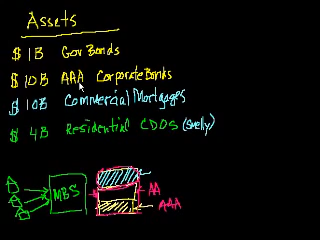 Assets
$1B Gov Bonds
$10B AAA Corporate Bonds
$10B Commercial Mortgages
$4B Residential CDOs (smelly)
MBS
AA
AAA